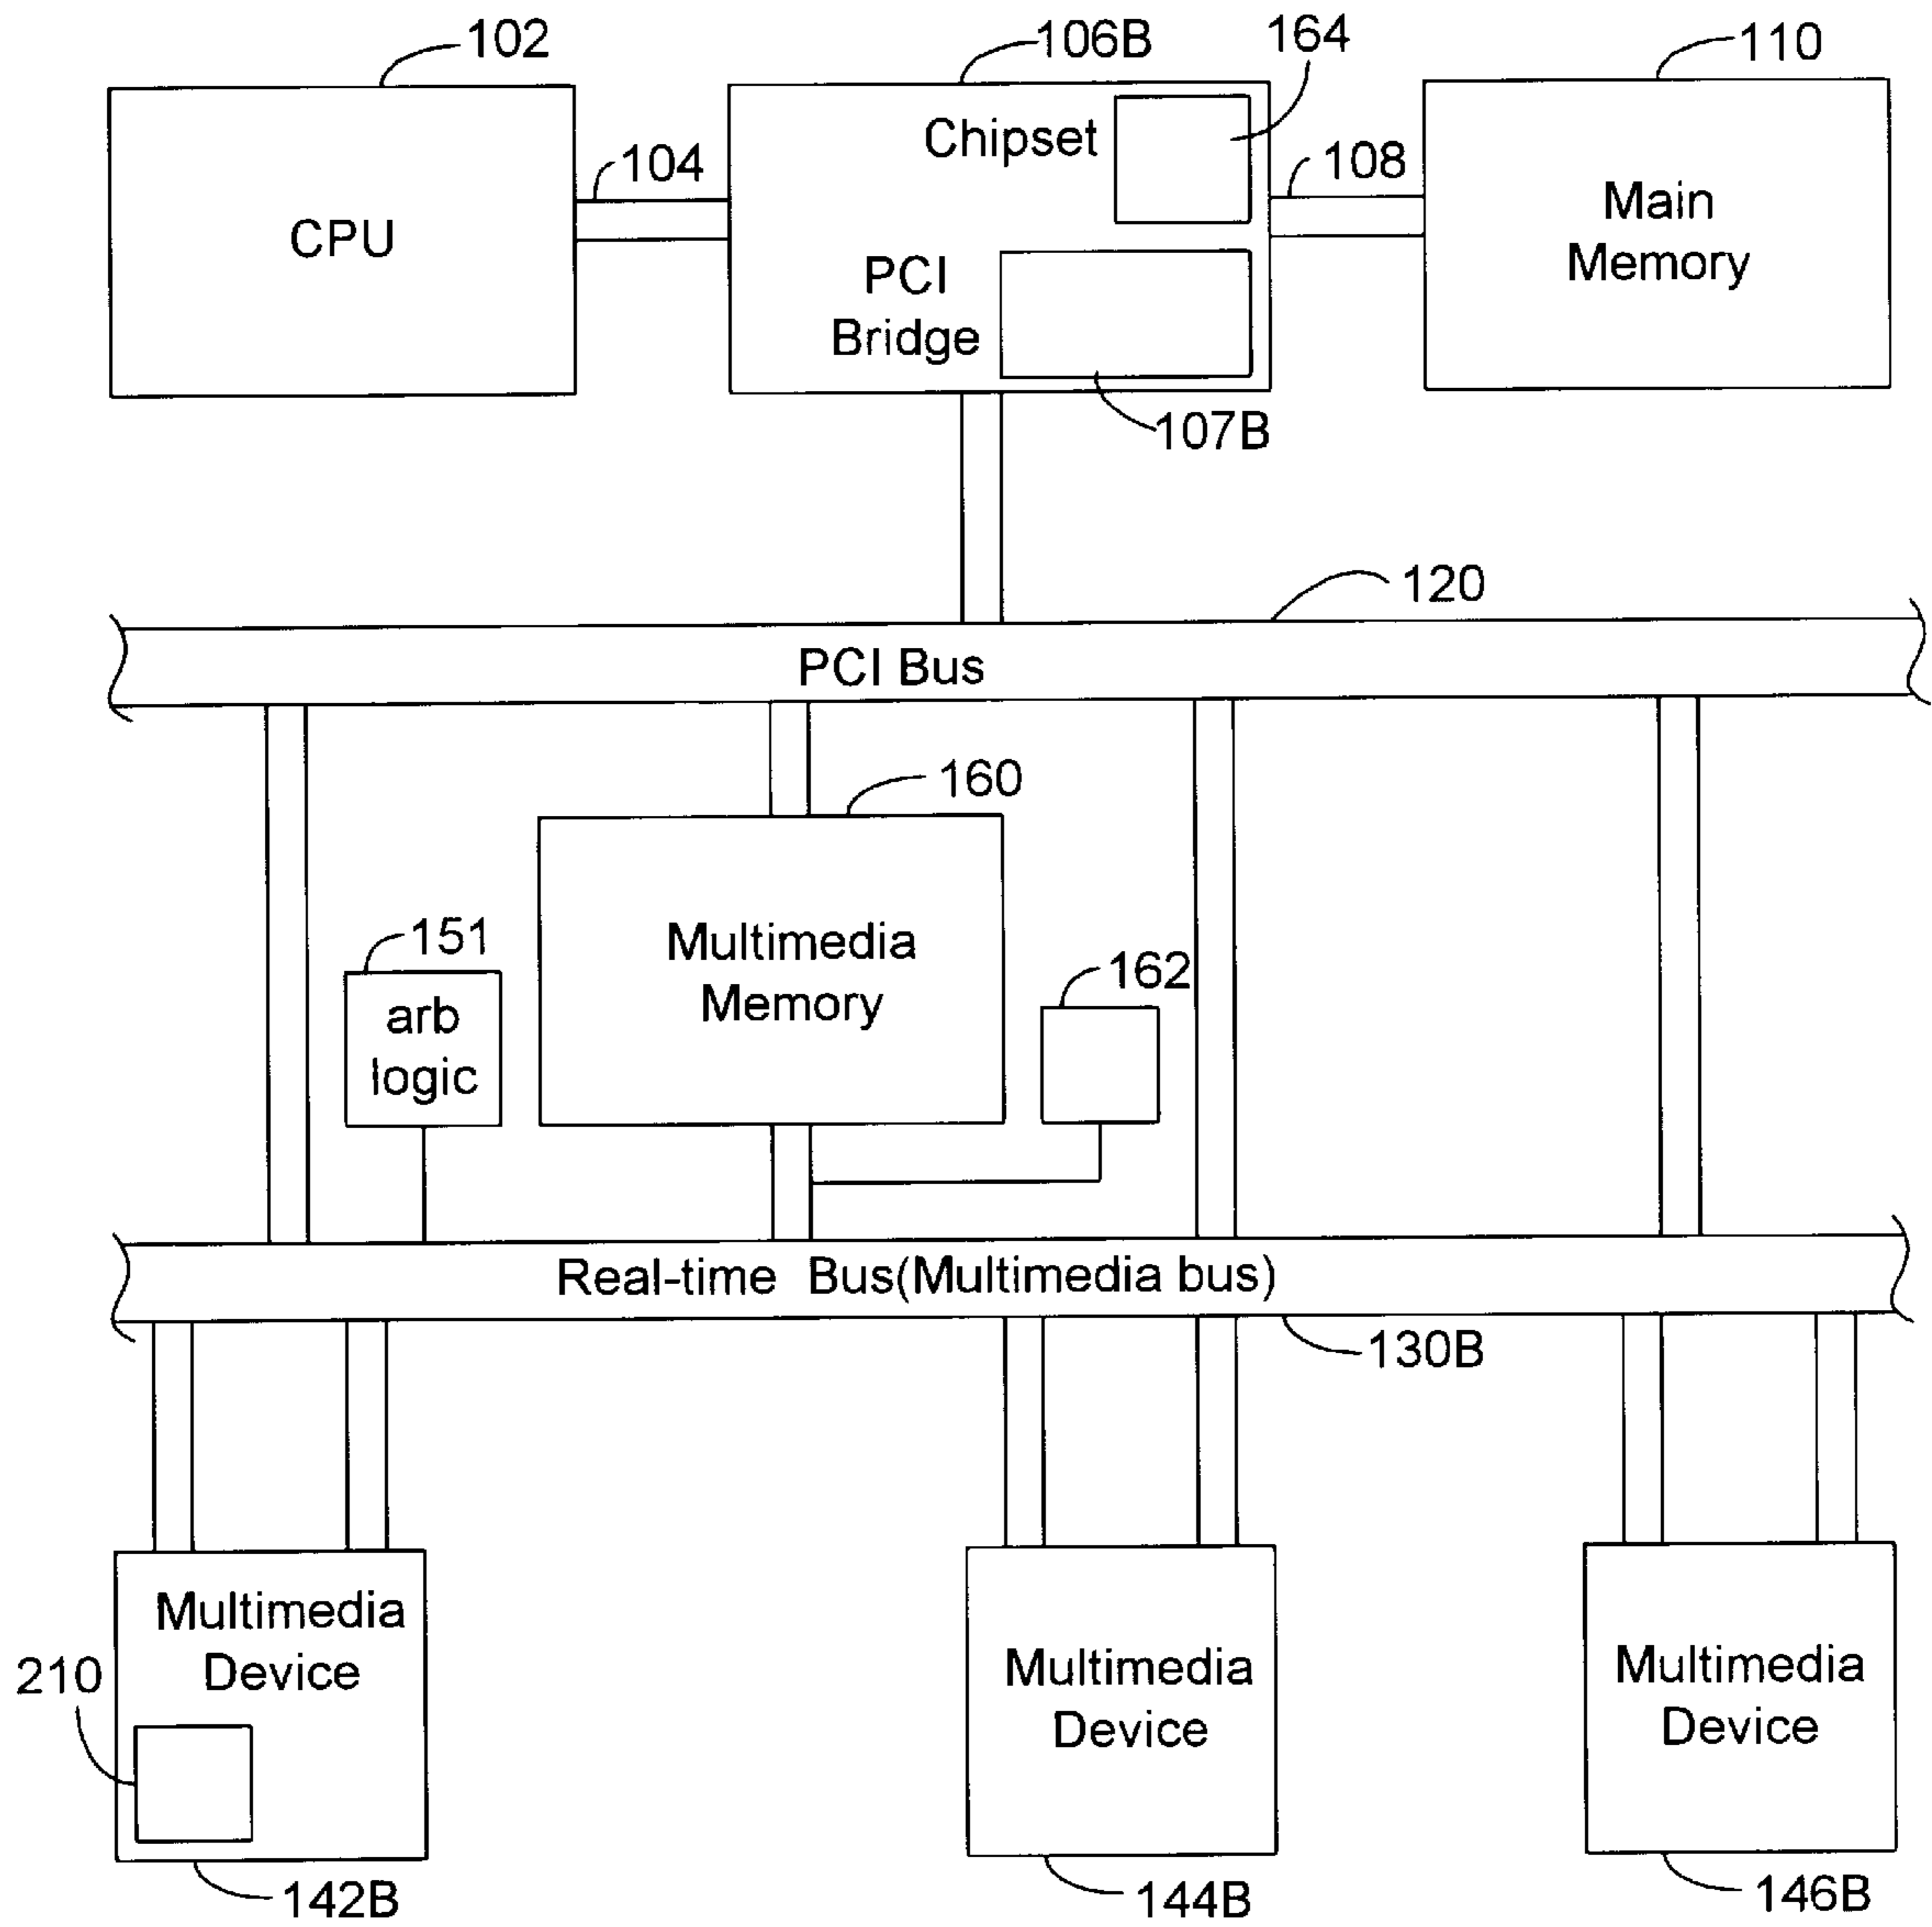 102
106B
164
110
Chipset
104
108
CPU
Main
Memory
PCI
Bridge
107B
120
PCI Bus
160
151
Multimedia
Memory
162
arb
logic
Real-time Bus(Multimedia bus)
130B
Multimedia
Device
210
Multimedia
Device
Multimedia
Device
142B
144B
146B